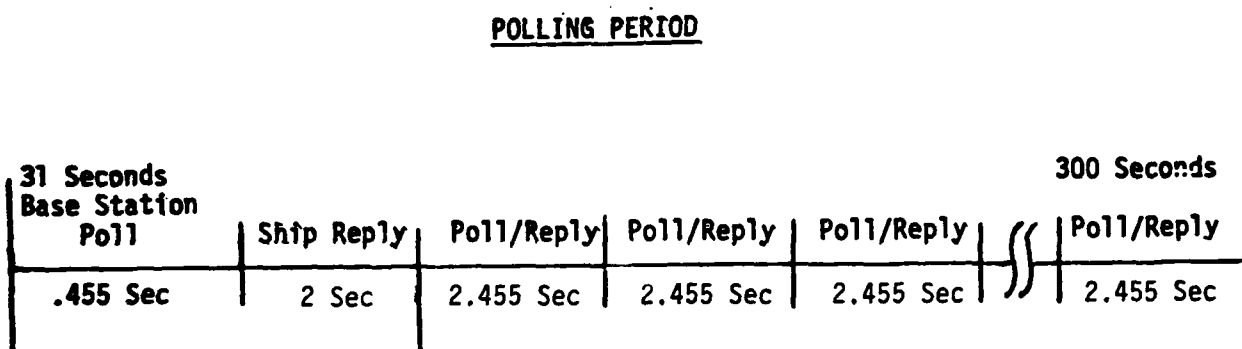 POLLING PERIOD
31 Seconds
300 Seconds
Base Station
Poll
Ship Reply
Poll/Reply
Poll/Reply
Poll/Reply
Poll/Reply
.455 Sec
2 Sec
2.455 Sec
2.455 Sec
2.455 Sec
2.455 Sec